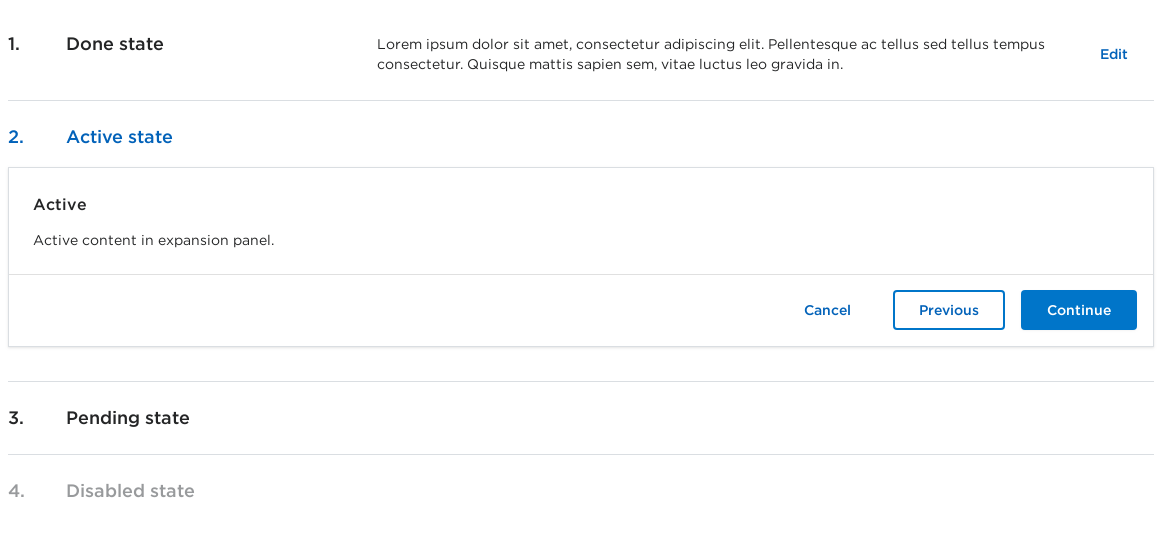 1. Done state
Lorem ipsum dolor sit amet, consectetur adipiscing elit. Pellentesque ac tellus sed tellus tempus
consectetur. Quisque mattis sapien sem, vitae luctus leo gravida in.
Edit
2. Active state
Active
Active content in expansion panel.
Cancel Previous Continue
3. Pending state
4. Disabled state